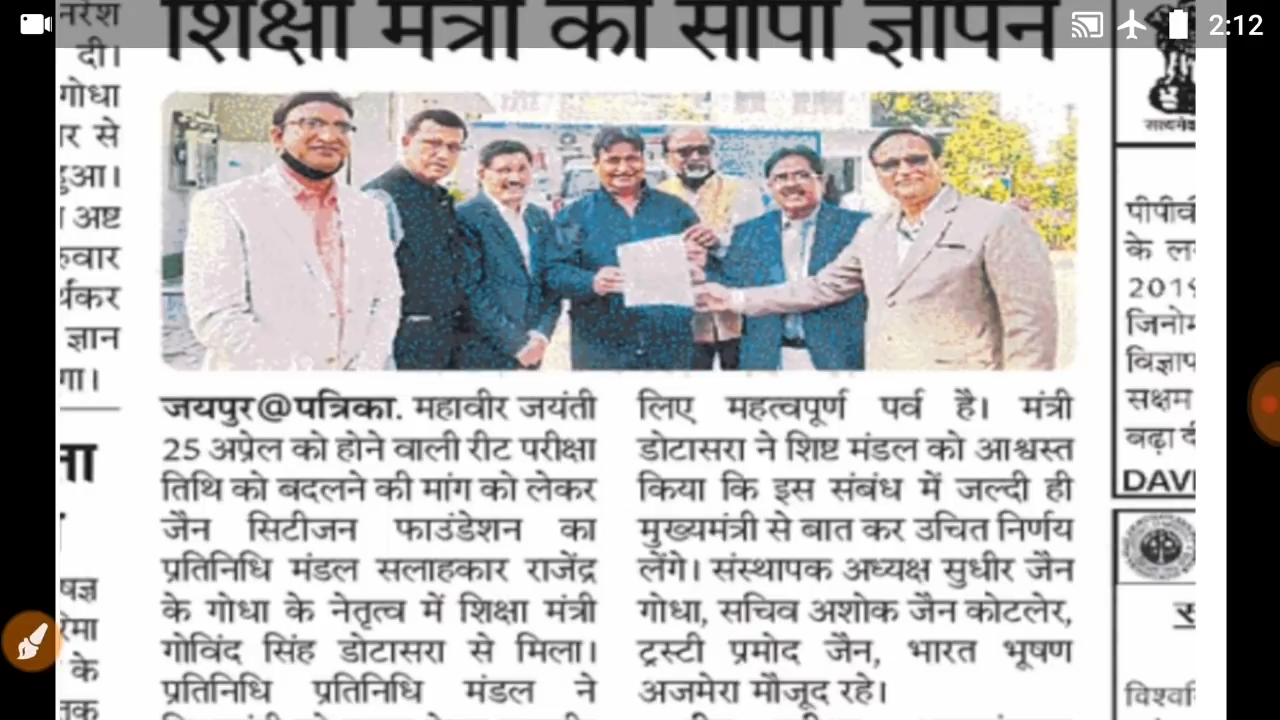 2:12
शिक्षा मंत्री को सौंपा ज्ञापन
नरेश
दी।
गोधा
र से
हुआ।
अष्ट
ज्ञान
गा।
के
जयपुर@पत्रिका. महावीर जयंती
25 अप्रेल को होने वाली रीट परीक्षा
तिथि को बदलने की मांग को लेकर
जैन सिटीजन फाउंडेशन का
प्रतिनिधि मंडल सलाहकार राजेंद्र
के गोधा के नेतृत्व में शिक्षा मंत्री
गोविंद सिंह डोटासरा से मिला।
प्रतिनिधि प्रतिनिधि मंडल ने
लिए महत्वपूर्ण पर्व है। मंत्री
डोटासरा ने शिष्ट मंडल को आश्वस्त
किया कि इस संबंध में जल्दी ही
मुख्यमंत्री से बात कर उचित निर्णय
लेंगे। संस्थापक अध्यक्ष सुधीर जैन
गोधा, सचिव अशोक जैन कोटलेर,
ट्रस्टी प्रमोद जैन, भारत भूषण
अजमेरा मौजूद रहे।
पीपीवी
के ल
2019
जिनोम
विज्ञाप
सक्षम
बढ़ा दी
DAVI